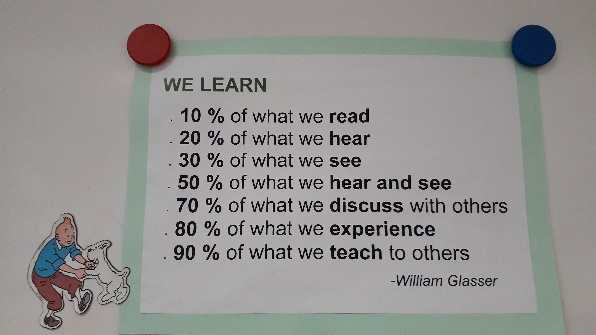 WE LEARN
. 10 % of what we read
. 20 % of what we hear
. 30 % of what we see
. 50 % of what we hear and see
. 70 % of what we discuss with others
. 80 % of what we experience
. 90 % of what we teach to others
-William Glasser